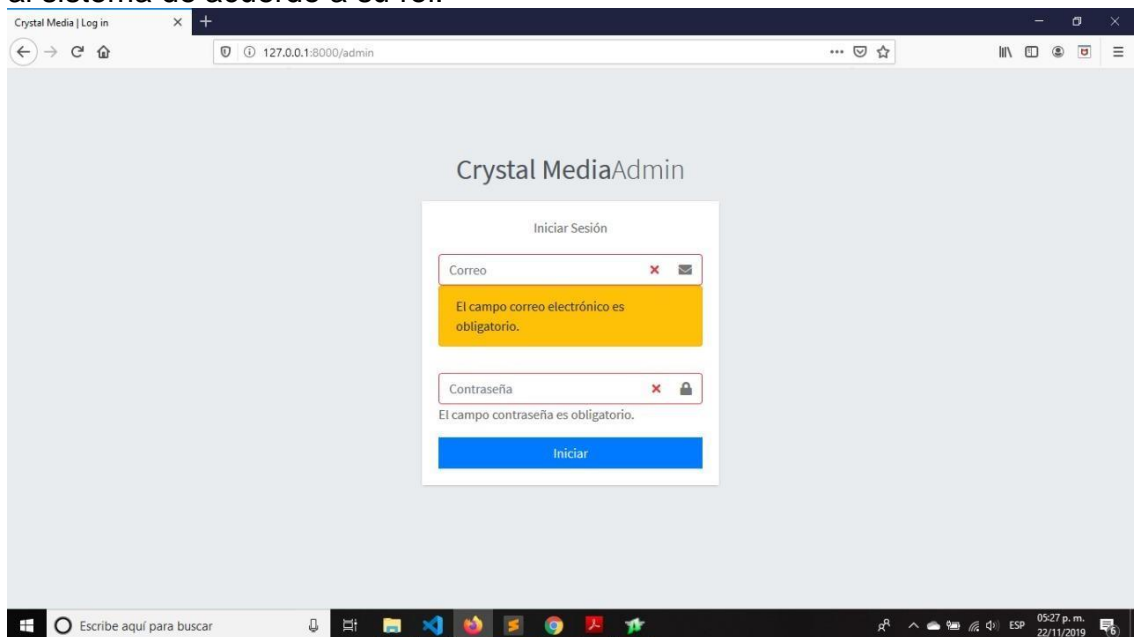 al sistema de acuerdo a su rol.
Crystal Media | Log in
127.0.0.1:8000/admin
Crystal MediaAdmin
Iniciar Sesión
Correo
El campo correo electrónico es
obligatorio.
Contraseña
El campo contraseña es obligatorio.
Iniciar
Escribe aquí para buscar
ESP
05:27 p. m.
22/11/2019
6